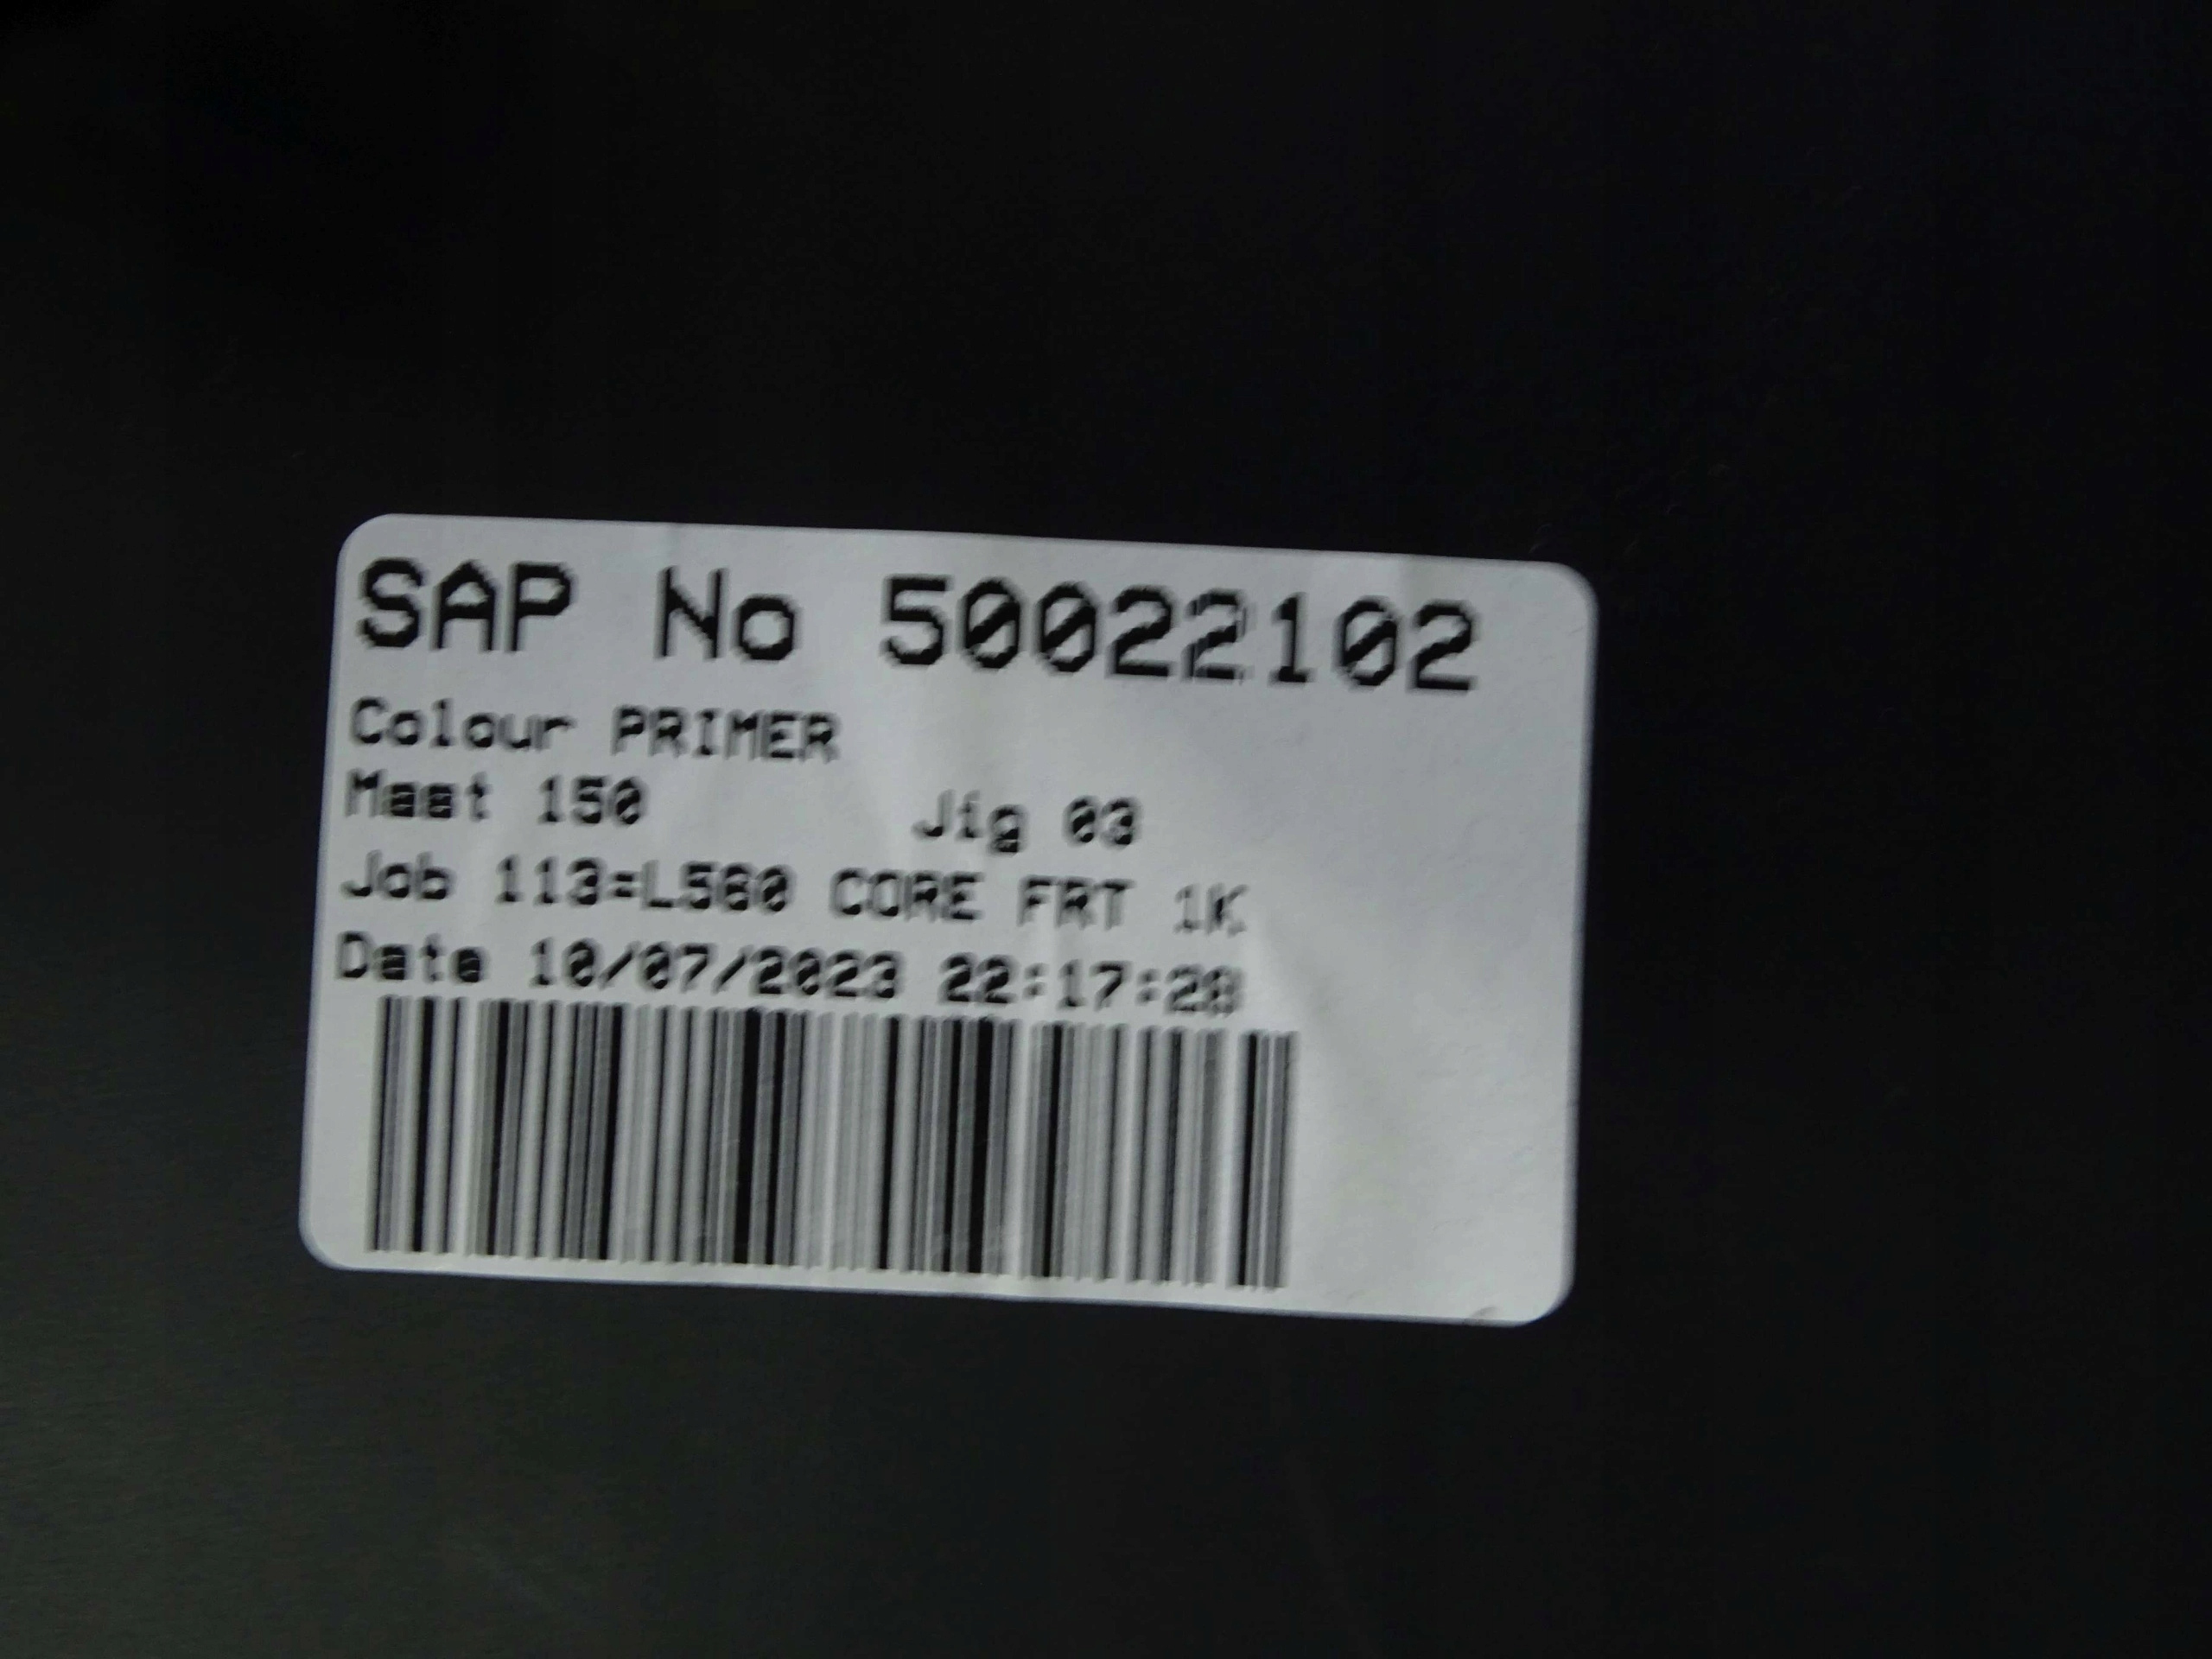 SAP No 50022102
Colour PRIMER
Mast 150 Jig 03
Job 113=L560 CORE FRT 1K
Date 10/07/2023 22:17:28